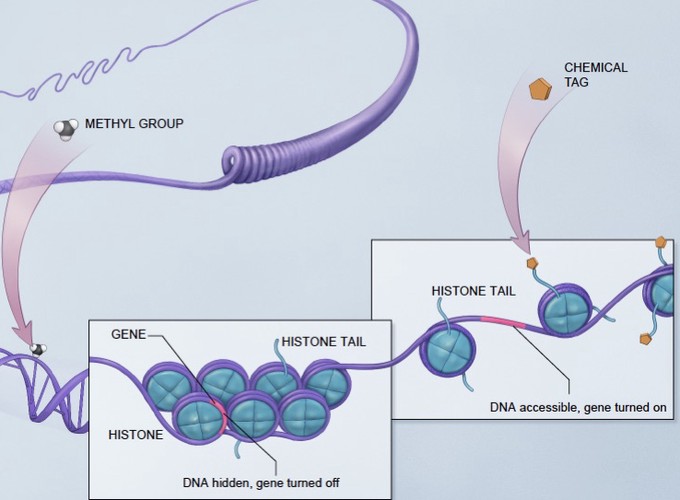 CHEMICAL
TAG
METHYL GROUP
HISTONE TAIL
GENE
HISTONE TAIL
DNA accessible, gene turned on
HISTONE
DNA hidden, gene turned off